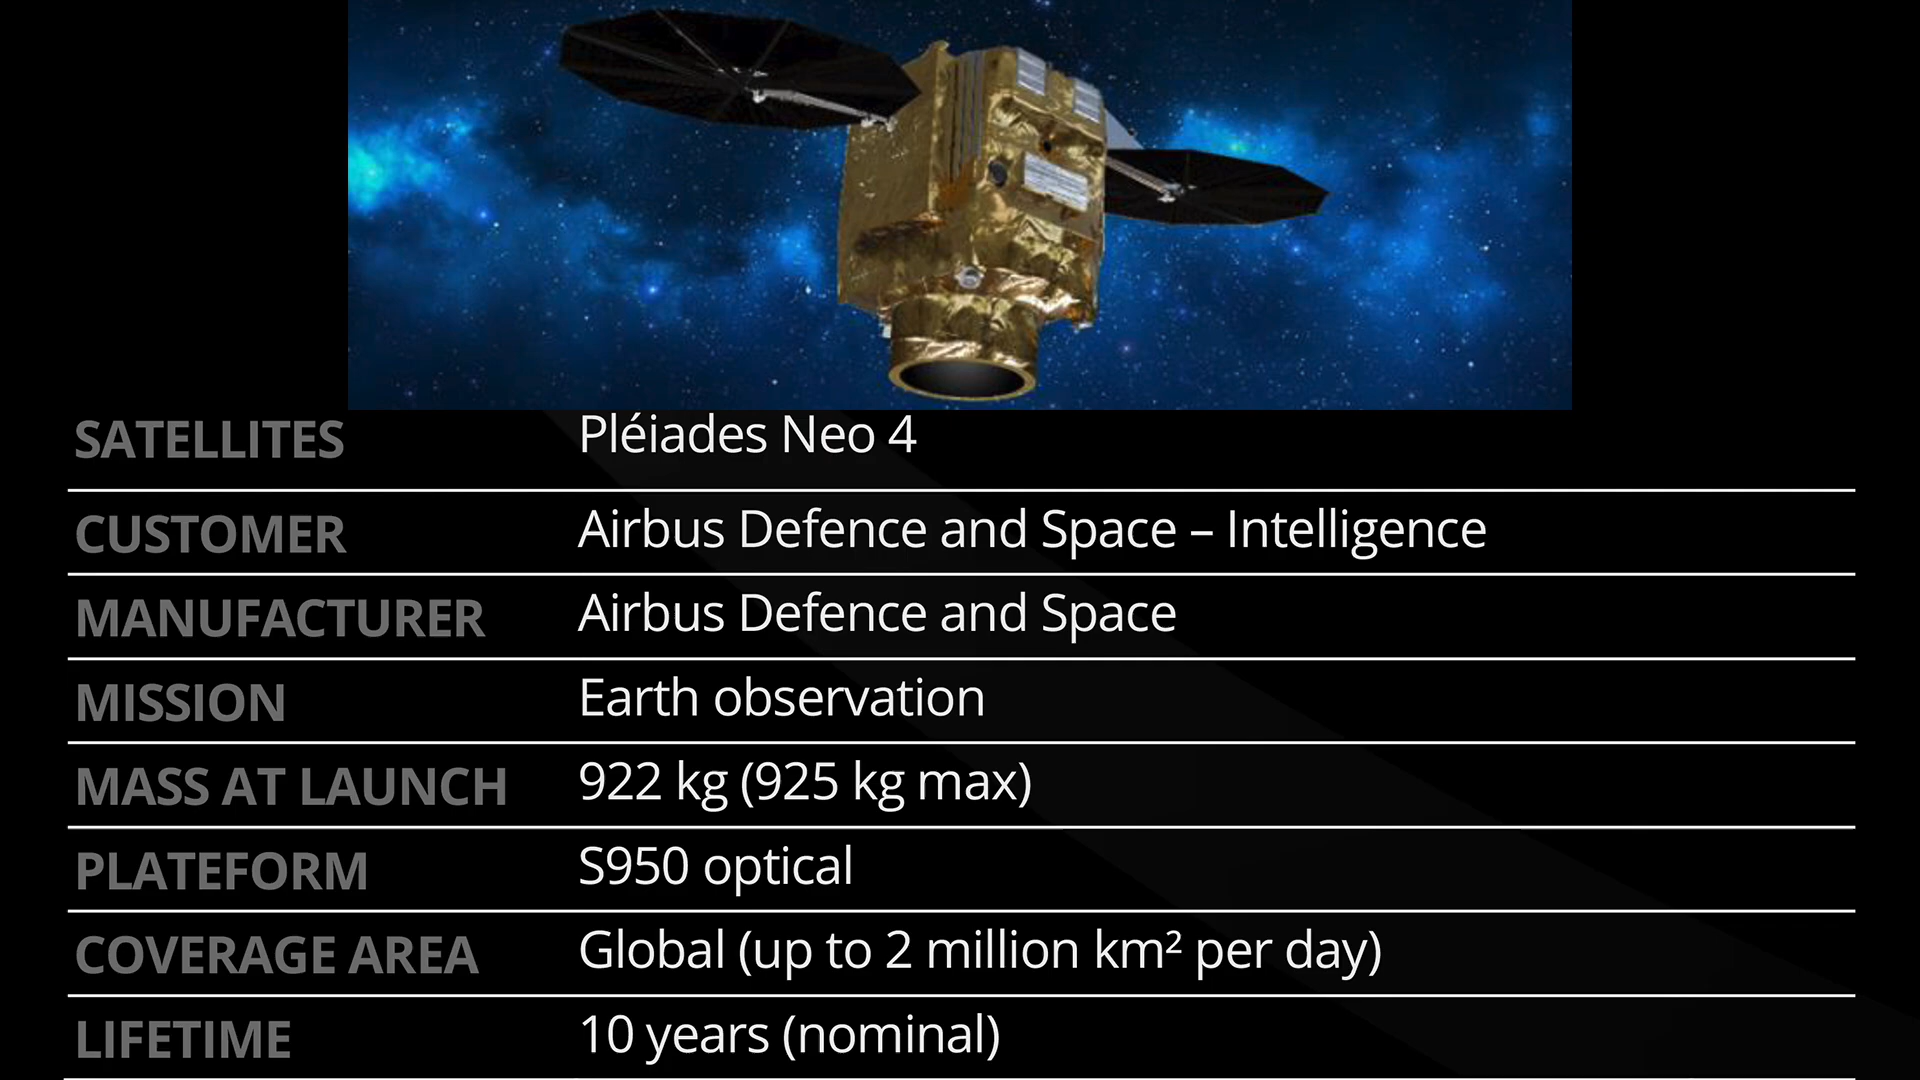 SATELLITES Pléiades Neo 4
CUSTOMER Airbus Defence and Space – Intelligence
MANUFACTURER Airbus Defence and Space
MISSION Earth observation
MASS AT LAUNCH 922 kg (925 kg max)
PLATEFORM S950 optical
COVERAGE AREA Global (up to 2 million km² per day)
LIFETIME 10 years (nominal)